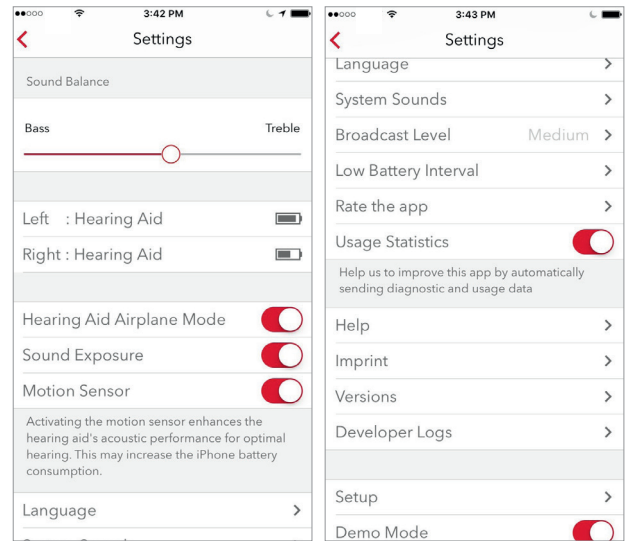 3:42 PM
Settings
Sound Balance
Bass Treble
Left : Hearing Aid
Right : Hearing Aid
Hearing Aid Airplane Mode
Sound Exposure
Motion Sensor
Activating the motion sensor enhances the
hearing aid's acoustic performance for optimal
hearing. This may increase the iPhone battery
consumption.
Language
3:43 PM
Settings
Language
System Sounds
Broadcast Level Medium
Low Battery Interval
Rate the app
Usage Statistics
Help us to improve this app by automatically
sending diagnostic and usage data
Help
Imprint
Versions
Developer Logs
Setup
Demo Mode